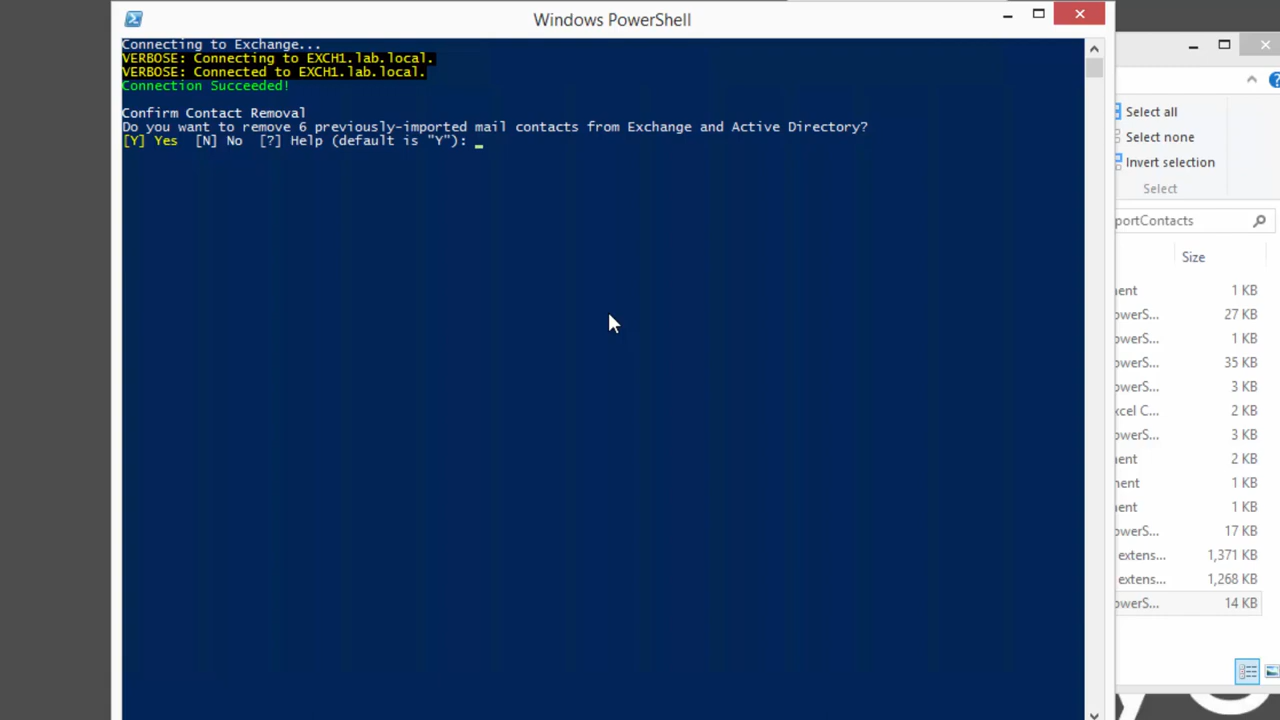 Windows PowerShell
Connecting to Exchange...
VERBOSE: Connecting to EXCH1.lab.local.
VERBOSE: Connected to EXCH1.lab.local.
Connection Succeeded!
Confirm Contact Removal
Do you want to remove 6 previously-imported mail contacts from Exchange and Active Directory?
[Y] Yes  [N] No  [?] Help (default is "Y"):
Select all
Select none
Invert selection
Select
portContacts
Size
ent 1 KB
owerS... 27 KB
owerS... 1 KB
owerS... 35 KB
owerS... 3 KB
xcel C... 2 KB
owerS... 3 KB
ent 2 KB
ent 1 KB
ent 1 KB
owerS... 17 KB
extens... 1,371 KB
extens... 1,268 KB
owerS... 14 KB